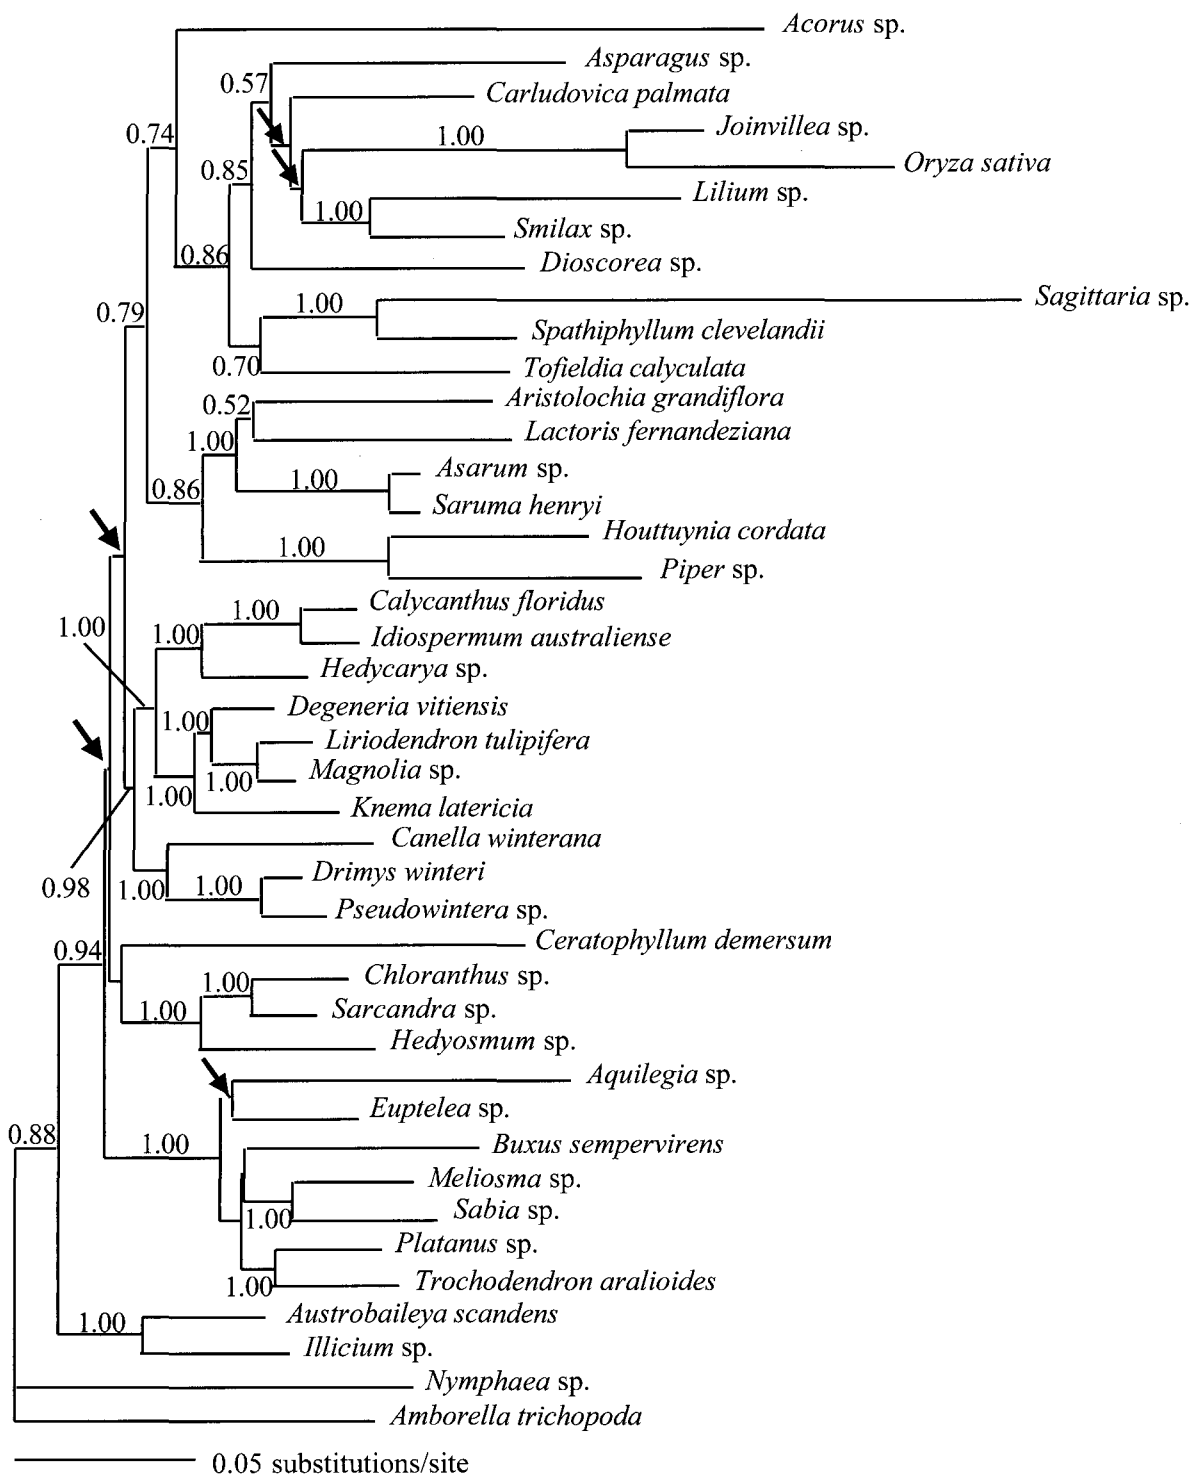 Acorus sp.
Asparagus sp.
0.57
Carludovica palmata
Joinvillea sp.
0.74
1.00
Oryza sativa
0.85
Lilium sp.
1.00
Smilax sp.
0.86
Dioscorea sp.
1.00
Sagittaria sp.
0.79
Spathiphyllum clevelandii
0.70
Tofieldia calyculata
Aristolochia grandiflora
0.52
Lactoris fernandeziana
1.00
Asarum sp.
1.00
0.86
Saruma henryi
Houttuynia cordata
1.00
Piper sp.
Calycanthus floridus
1.00
1.00
1.00
Idiospermum australiense
Hedycarya sp.
Degeneria vitiensis
1.00
Liriodendron tulipifera
Magnolia sp.
1.00
1.00
Knema latericia
Canella winterana
Drimys winteri
0.98
1.00
1.00
Pseudowintera sp.
Ceratophyllum demersum
0.94
Chloranthus sp.
1.00
Sarcandra sp.
1.00
Hedyosmum sp.
Aquilegia sp.
Euptelea sp.
0.88
1.00
Buxus sempervirens
Meliosma sp.
Sabia sp.
1.00
Platanus sp.
Trochodendron aralioides
1.00
Austrobaileya scandens
1.00
Illicium sp.
Nymphaea sp.
Amborella trichopoda
0.05 substitutions/site